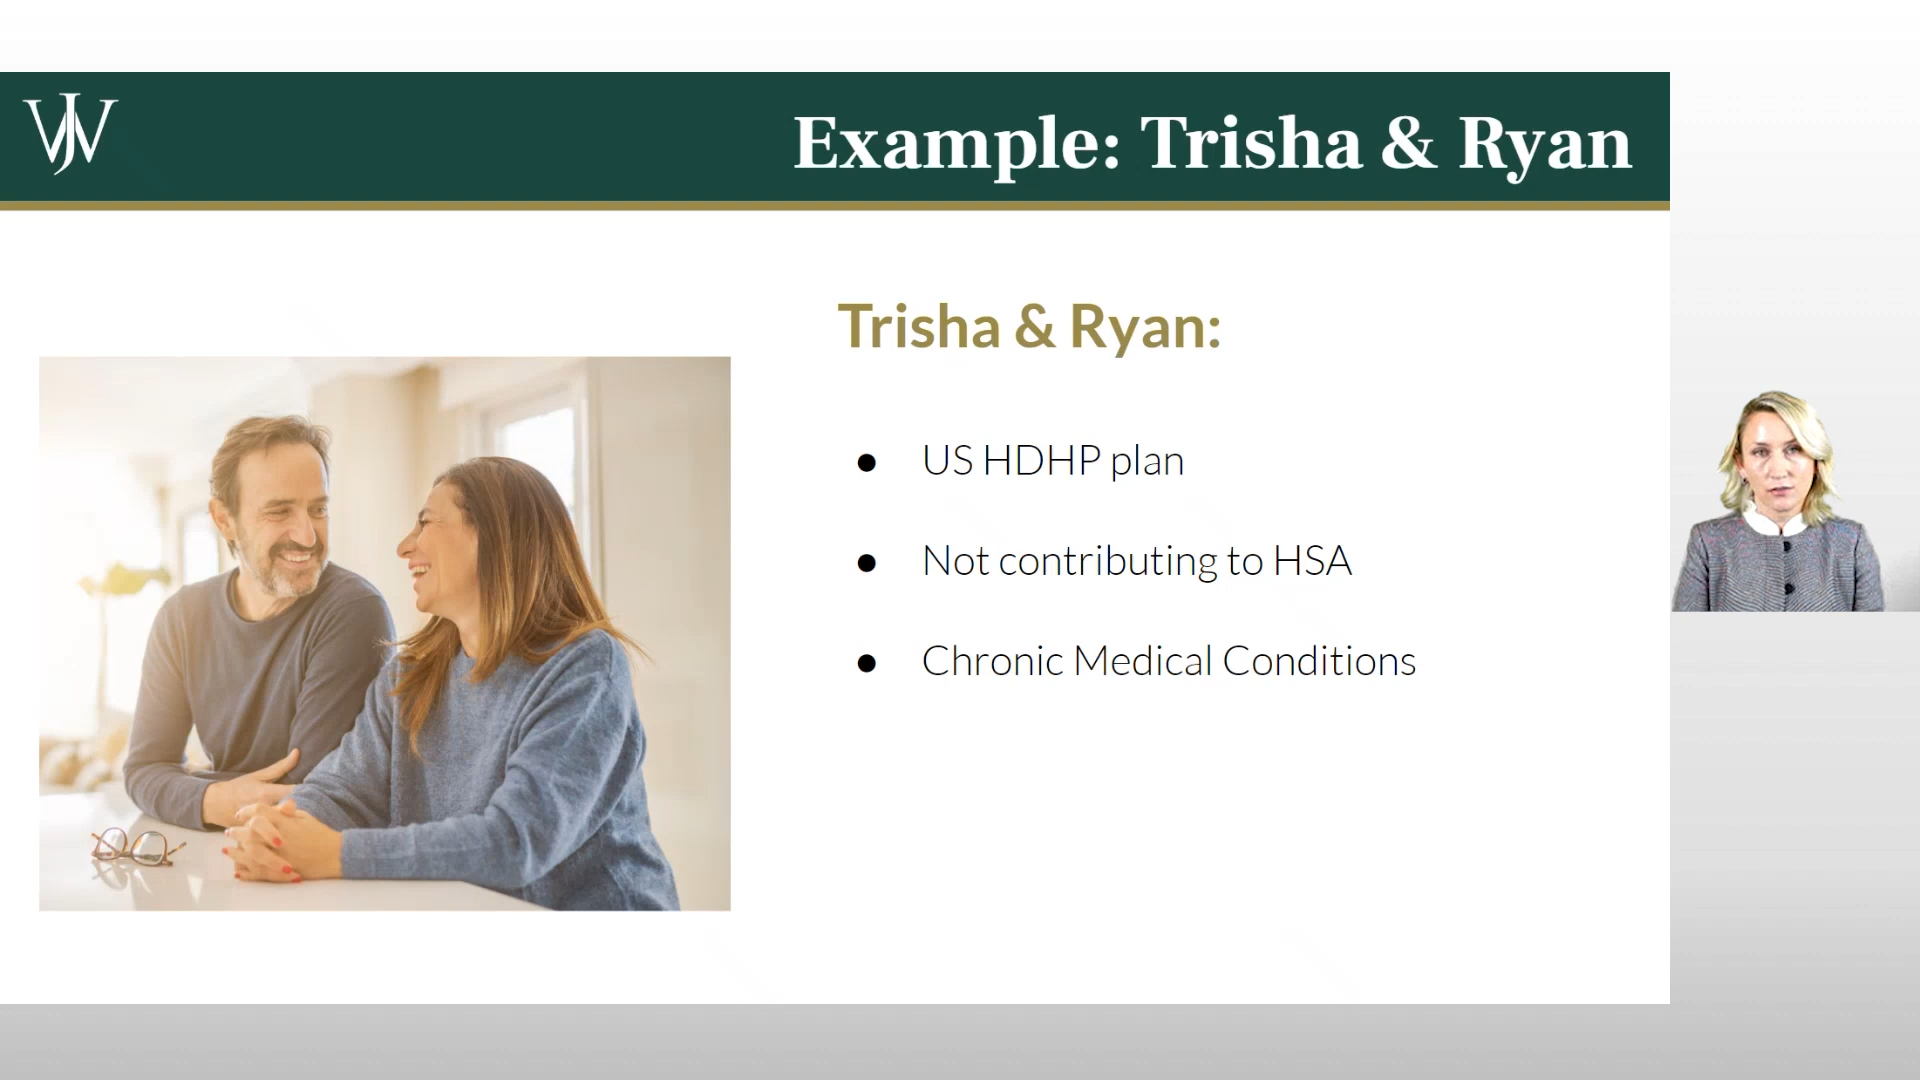 Example: Trisha & Ryan
Trisha & Ryan:
● US HDHP plan
● Not contributing to HSA
● Chronic Medical Conditions